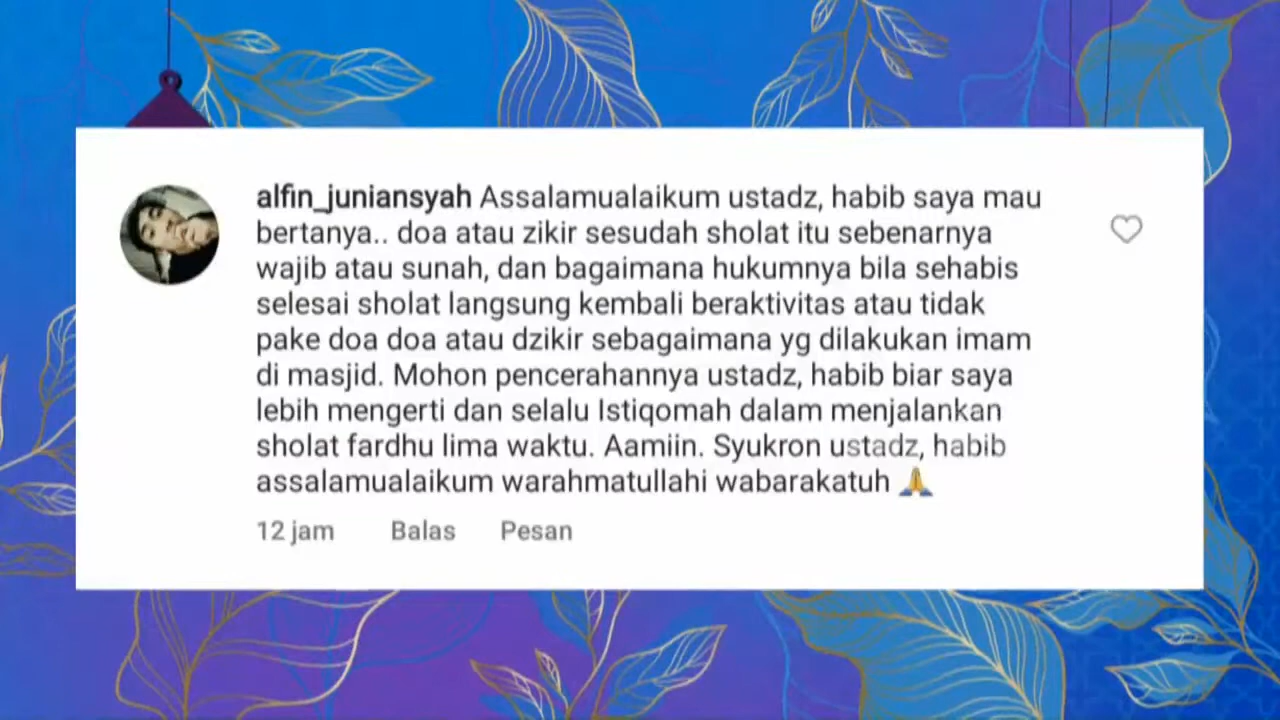 alfin_juniansyah Assalamualaikum ustadz, habib saya mau
bertanya.. doa atau zikir sesudah sholat itu sebenarnya
wajib atau sunah, dan bagaimana hukumnya bila sehabis
selesai sholat langsung kembali beraktivitas atau tidak
pake doa doa atau dzikir sebagaimana yg dilakukan imam
di masjid. Mohon pencerahannya ustadz, habib biar saya
lebih mengerti dan selalu Istiqomah dalam menjalankan
sholat fardhu lima waktu. Aamiin. Syukron ustadz, habib
assalamualaikum warahmatullahi wabarakatuh 🙏
12 jam Balas Pesan